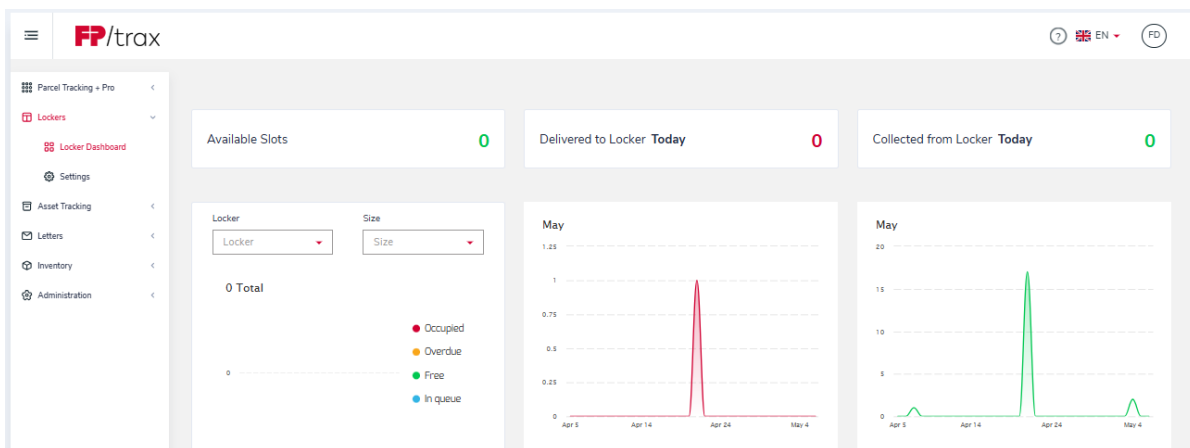 FP/trax
? EN FD
Parcel Tracking + Pro
Lockers
Locker Dashboard
Settings
Asset Tracking
Letters
Inventory
Administration
Available Slots 0
Delivered to Locker Today 0
Collected from Locker Today 0
Locker Size
Locker Size
0 Total
Occupied
Overdue
Free
In queue
0
May
1.25
1
0.75
0.5
0.25
0
Apr 5 Apr 14 Apr 24 May 4
May
20
15
10
5
0
Apr 5 Apr 14 Apr 24 May 4